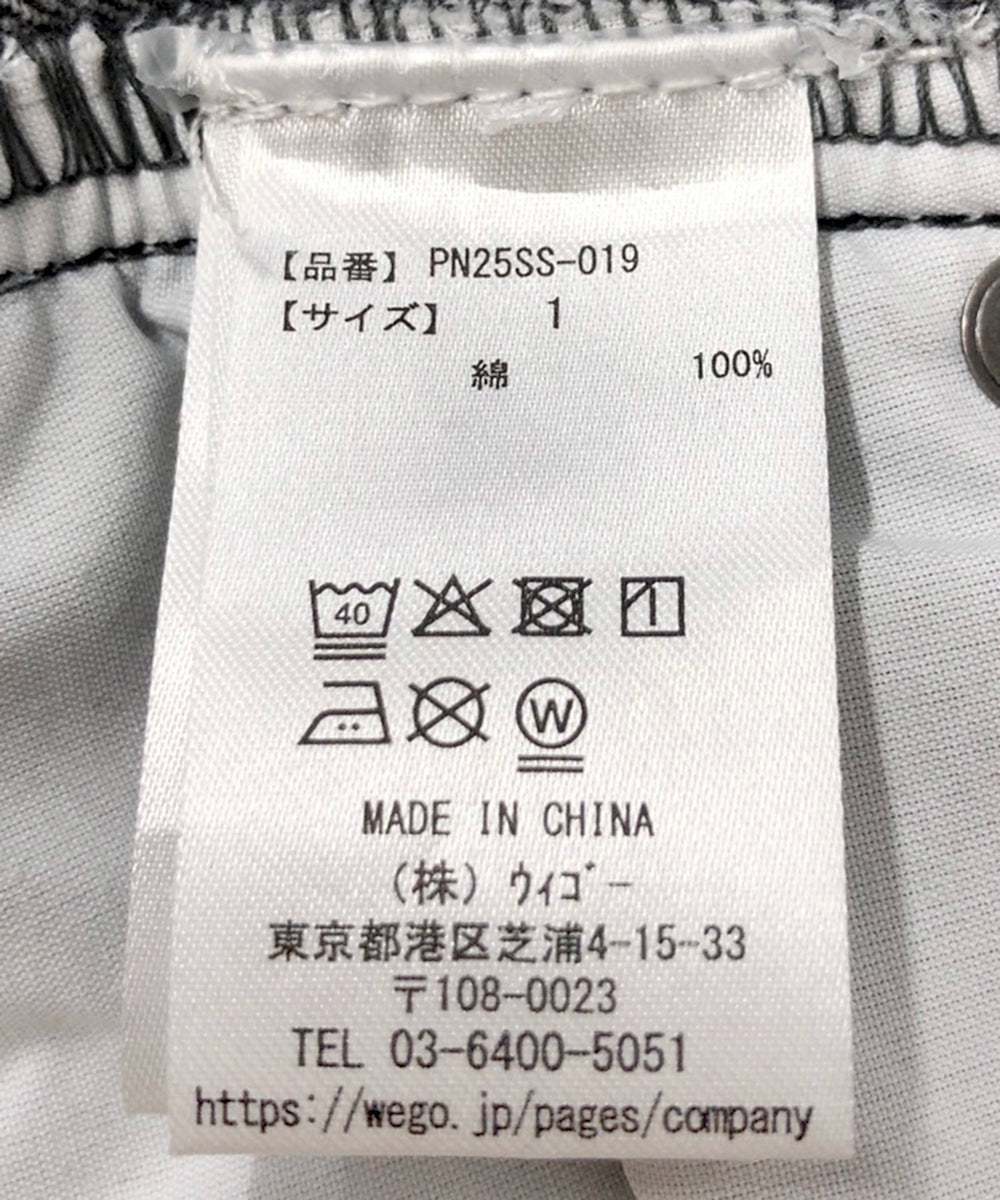 【品番】 PN25SS-019
【サイズ】 1
綿 100%
40
W
MADE IN CHINA
(株) ｳｨｺﾞｰ
東京都港区芝浦4-15-33
〒108-0023
TEL 03-6400-5051
https://wego.jp/pages/company